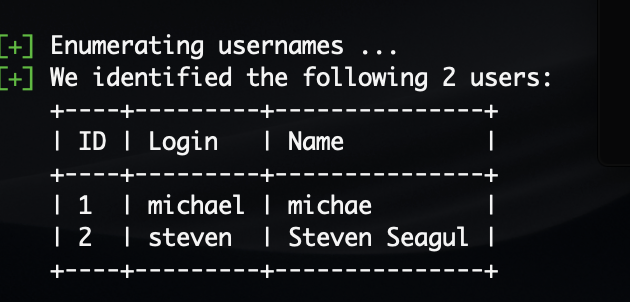 [+] Enumerating usernames ...
[+] We identified the following 2 users:
+----+---------+---------------+
| ID | Login   | Name          |
+----+---------+---------------+
| 1  | michael | michae        |
| 2  | steven  | Steven Seagul |
+----+---------+---------------+